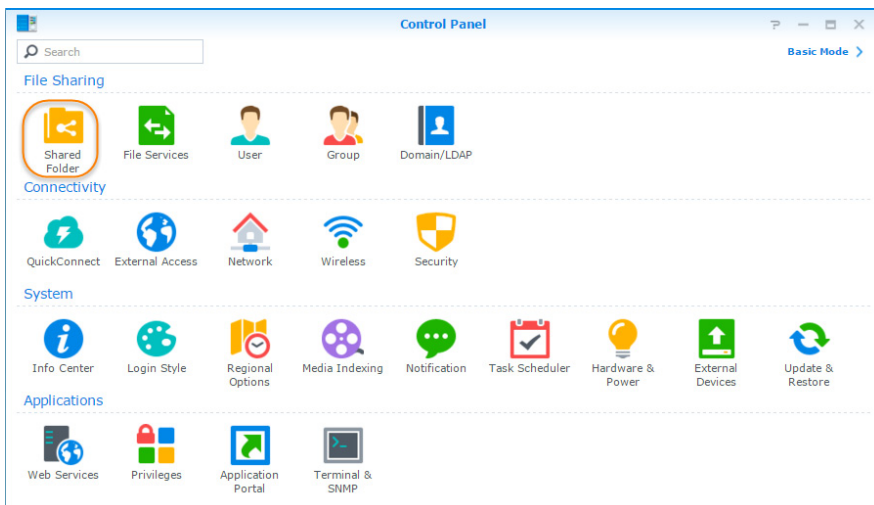 Control Panel
Search
Basic Mode
File Sharing
Shared Folder
File Services
User
Group
Domain/LDAP
Connectivity
QuickConnect
External Access
Network
Wireless
Security
System
Info Center
Login Style
Regional Options
Media Indexing
Notification
Task Scheduler
Hardware & Power
External Devices
Update & Restore
Applications
Web Services
Privileges
Application Portal
Terminal & SNMP